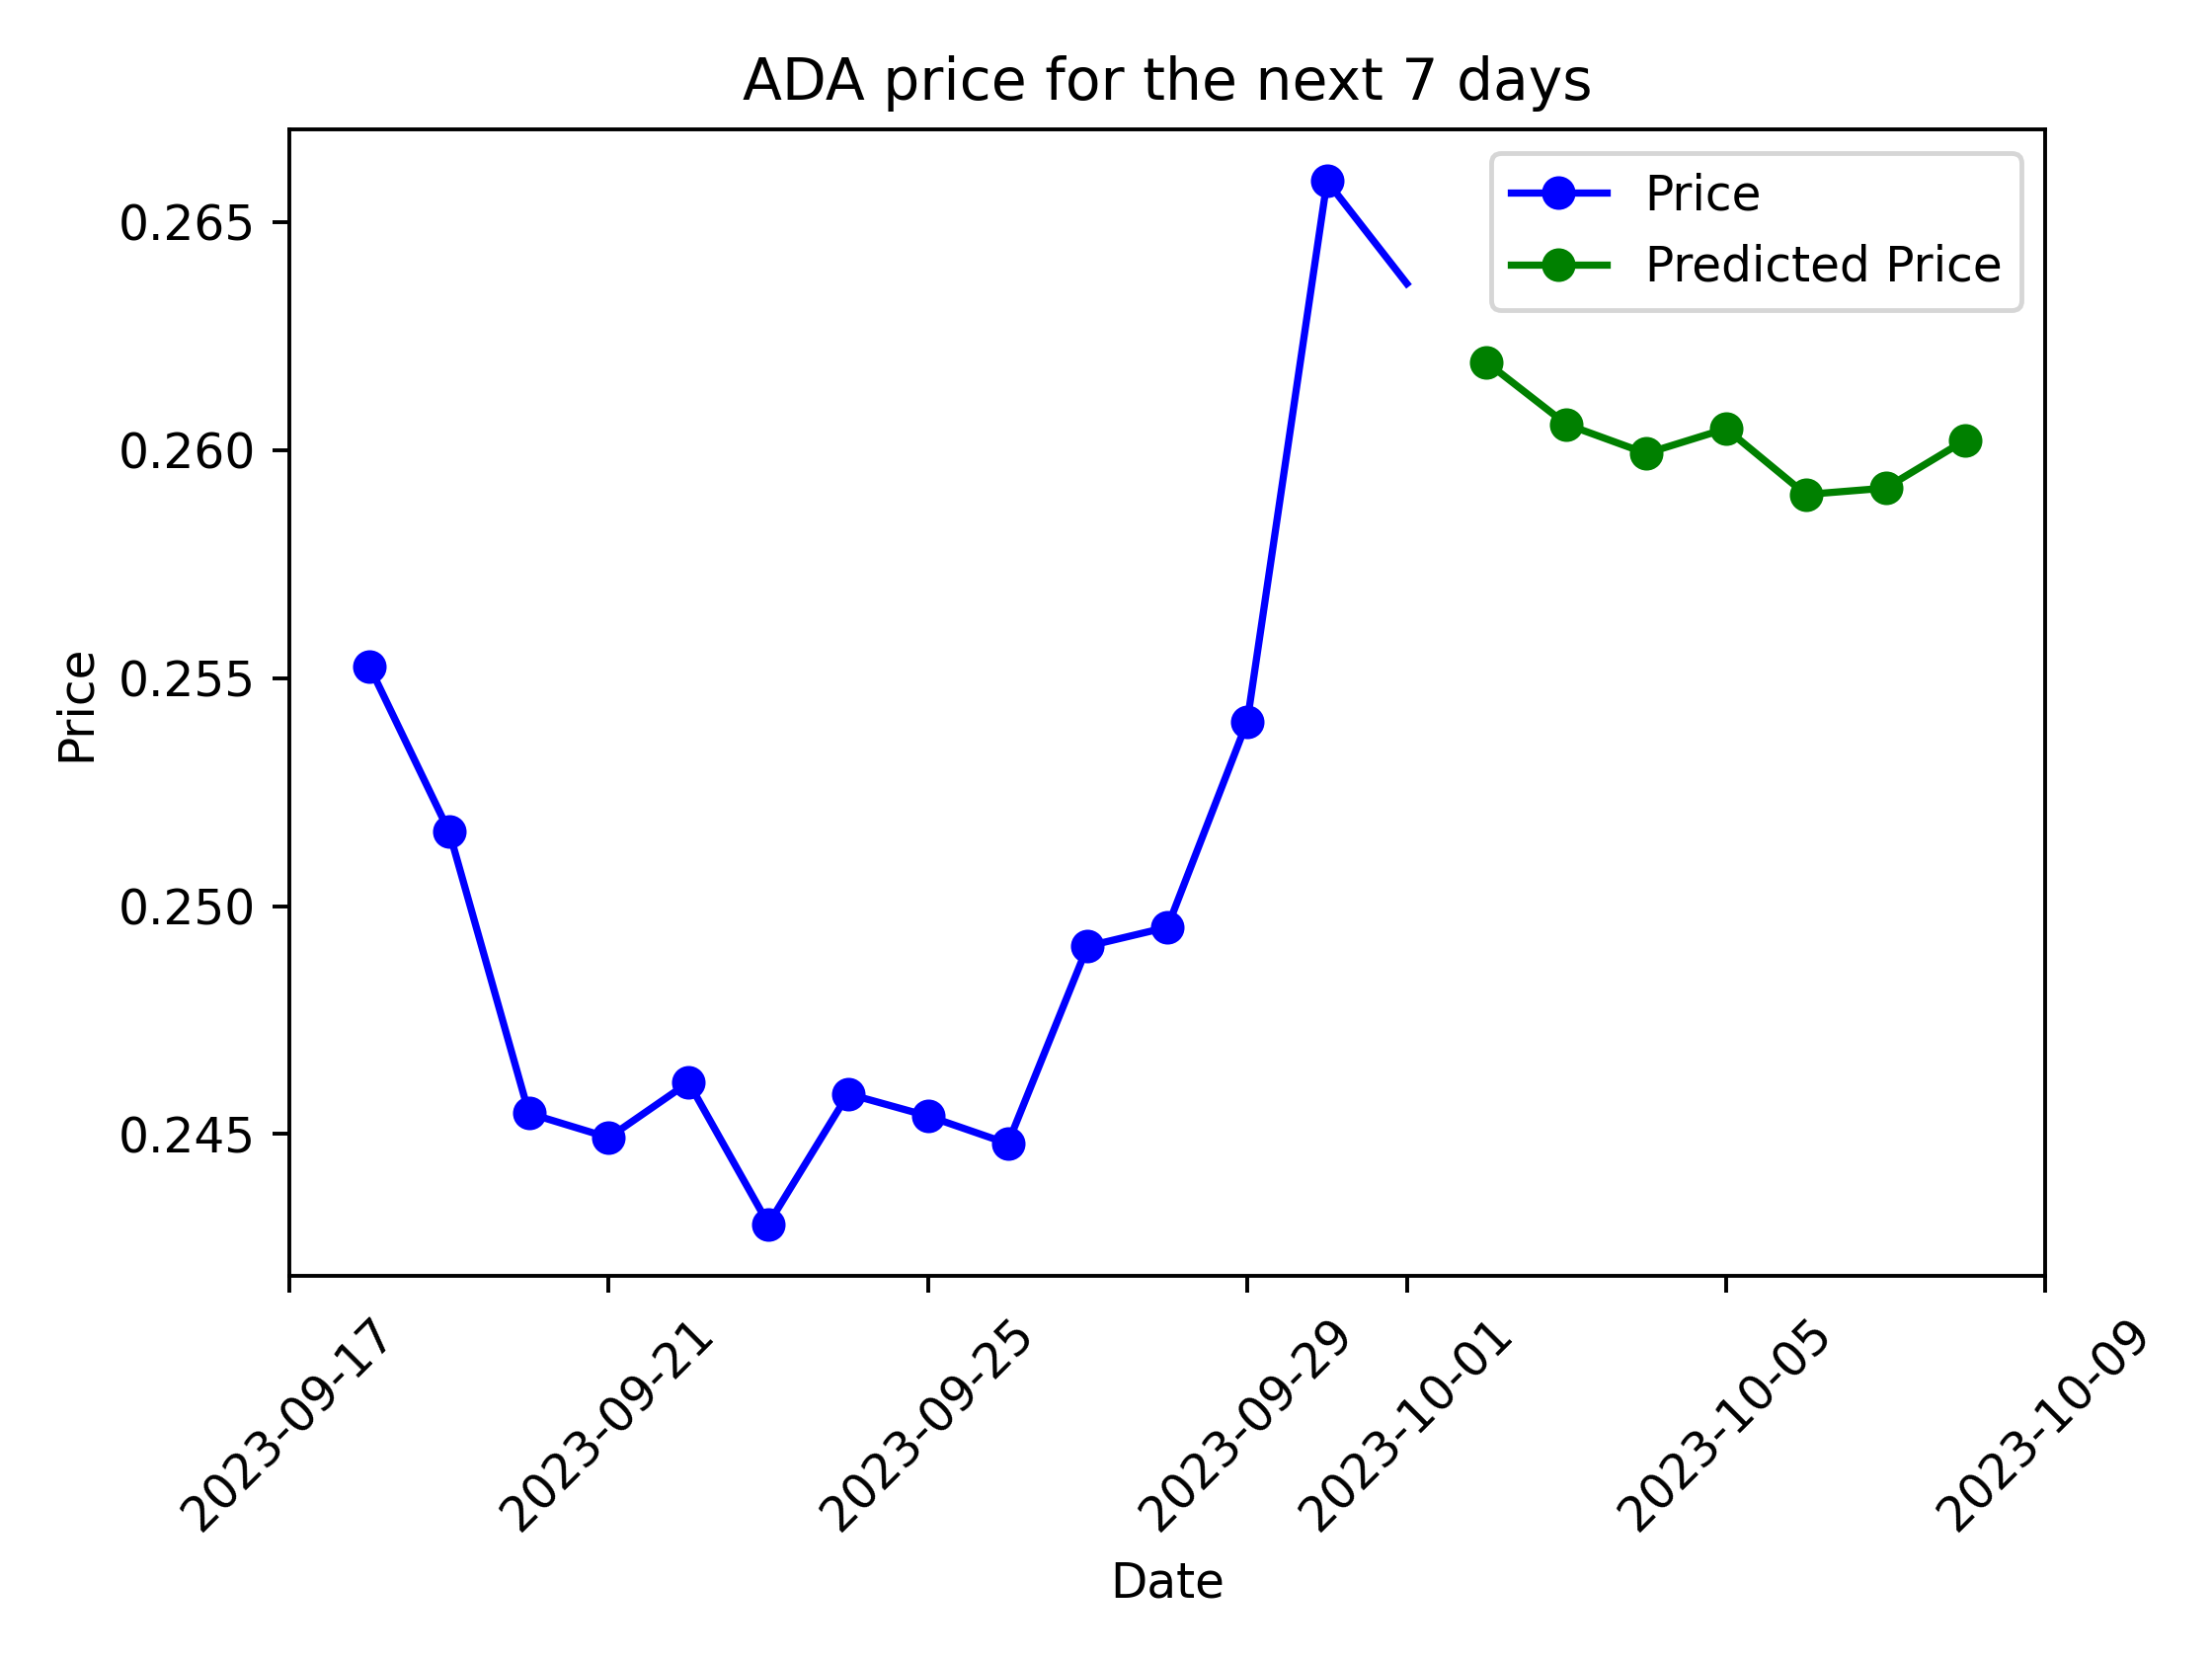 ADA price for the next 7 days
Price
Predicted Price
0.265
0.260
0.255
0.250
0.245
Price
2023-09-17
2023-09-21
2023-09-25
2023-09-29
2023-10-01
2023-10-05
2023-10-09
Date